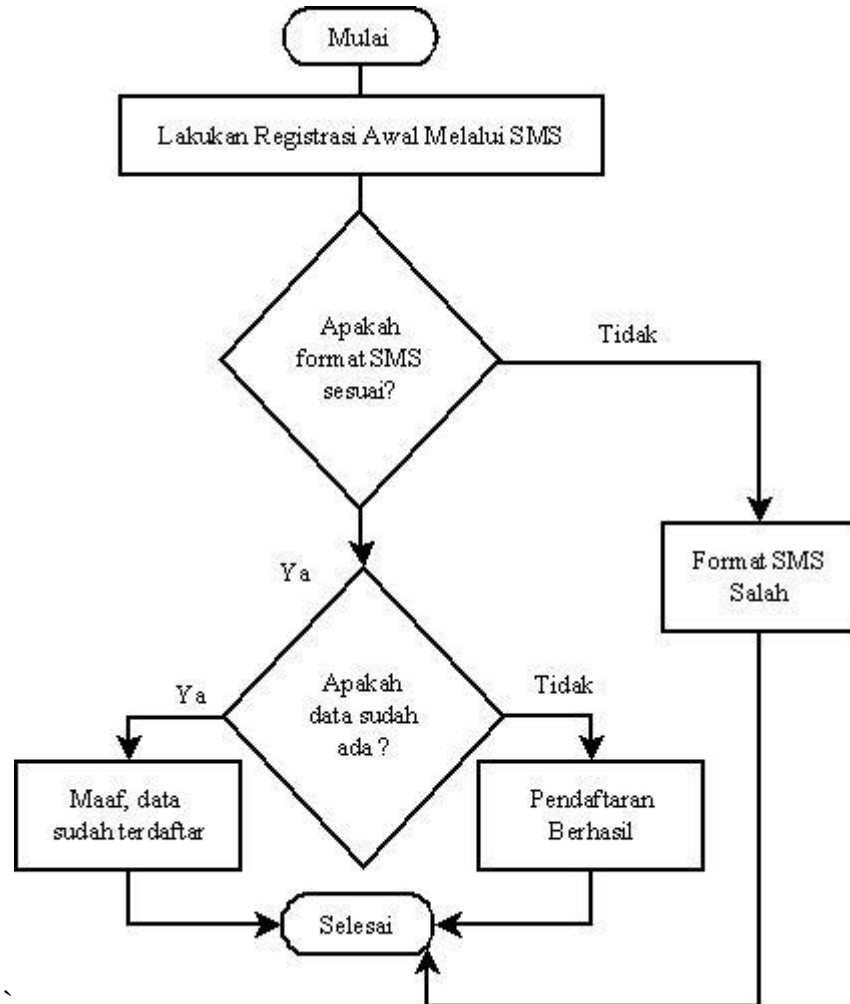 Mulai
Lakukan Registrasi Awal Melalui SMS
Apakah
format SMS
sesuai?
Tidak
Format SMS
Salah
Ya
Apakah
data sudah
ada ?
Ya
Tidak
Maaf, data
sudah terdaftar
Pendaftaran
Berhasil
Selesai
`